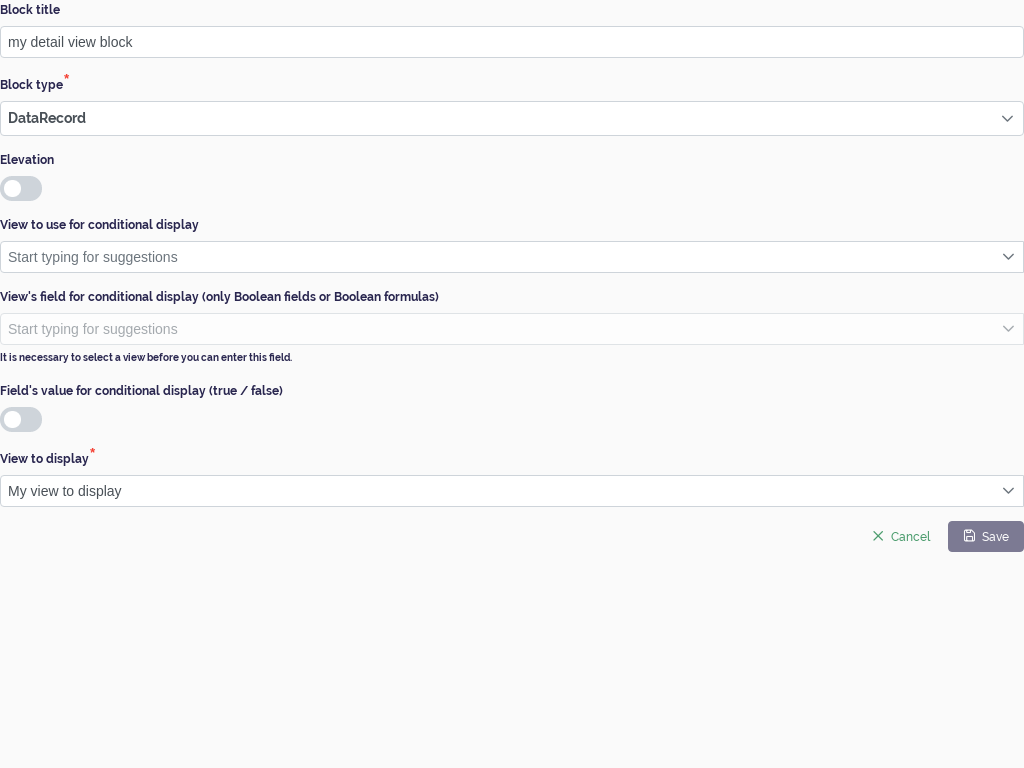 Block title
my detail view block
Block type*
DataRecord
Elevation
View to use for conditional display
Start typing for suggestions
View's field for conditional display (only Boolean fields or Boolean formulas)
Start typing for suggestions
It is necessary to select a view before you can enter this field.
Field's value for conditional display (true / false)
View to display*
My view to display
Cancel Save